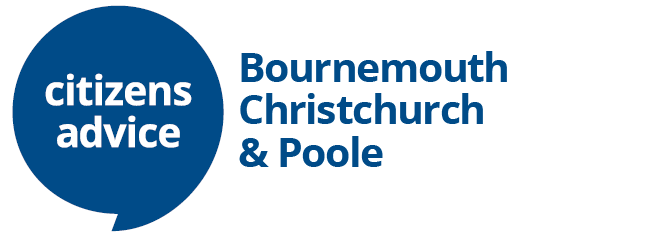 citizens
advice
Bournemouth
Christchurch
& Poole